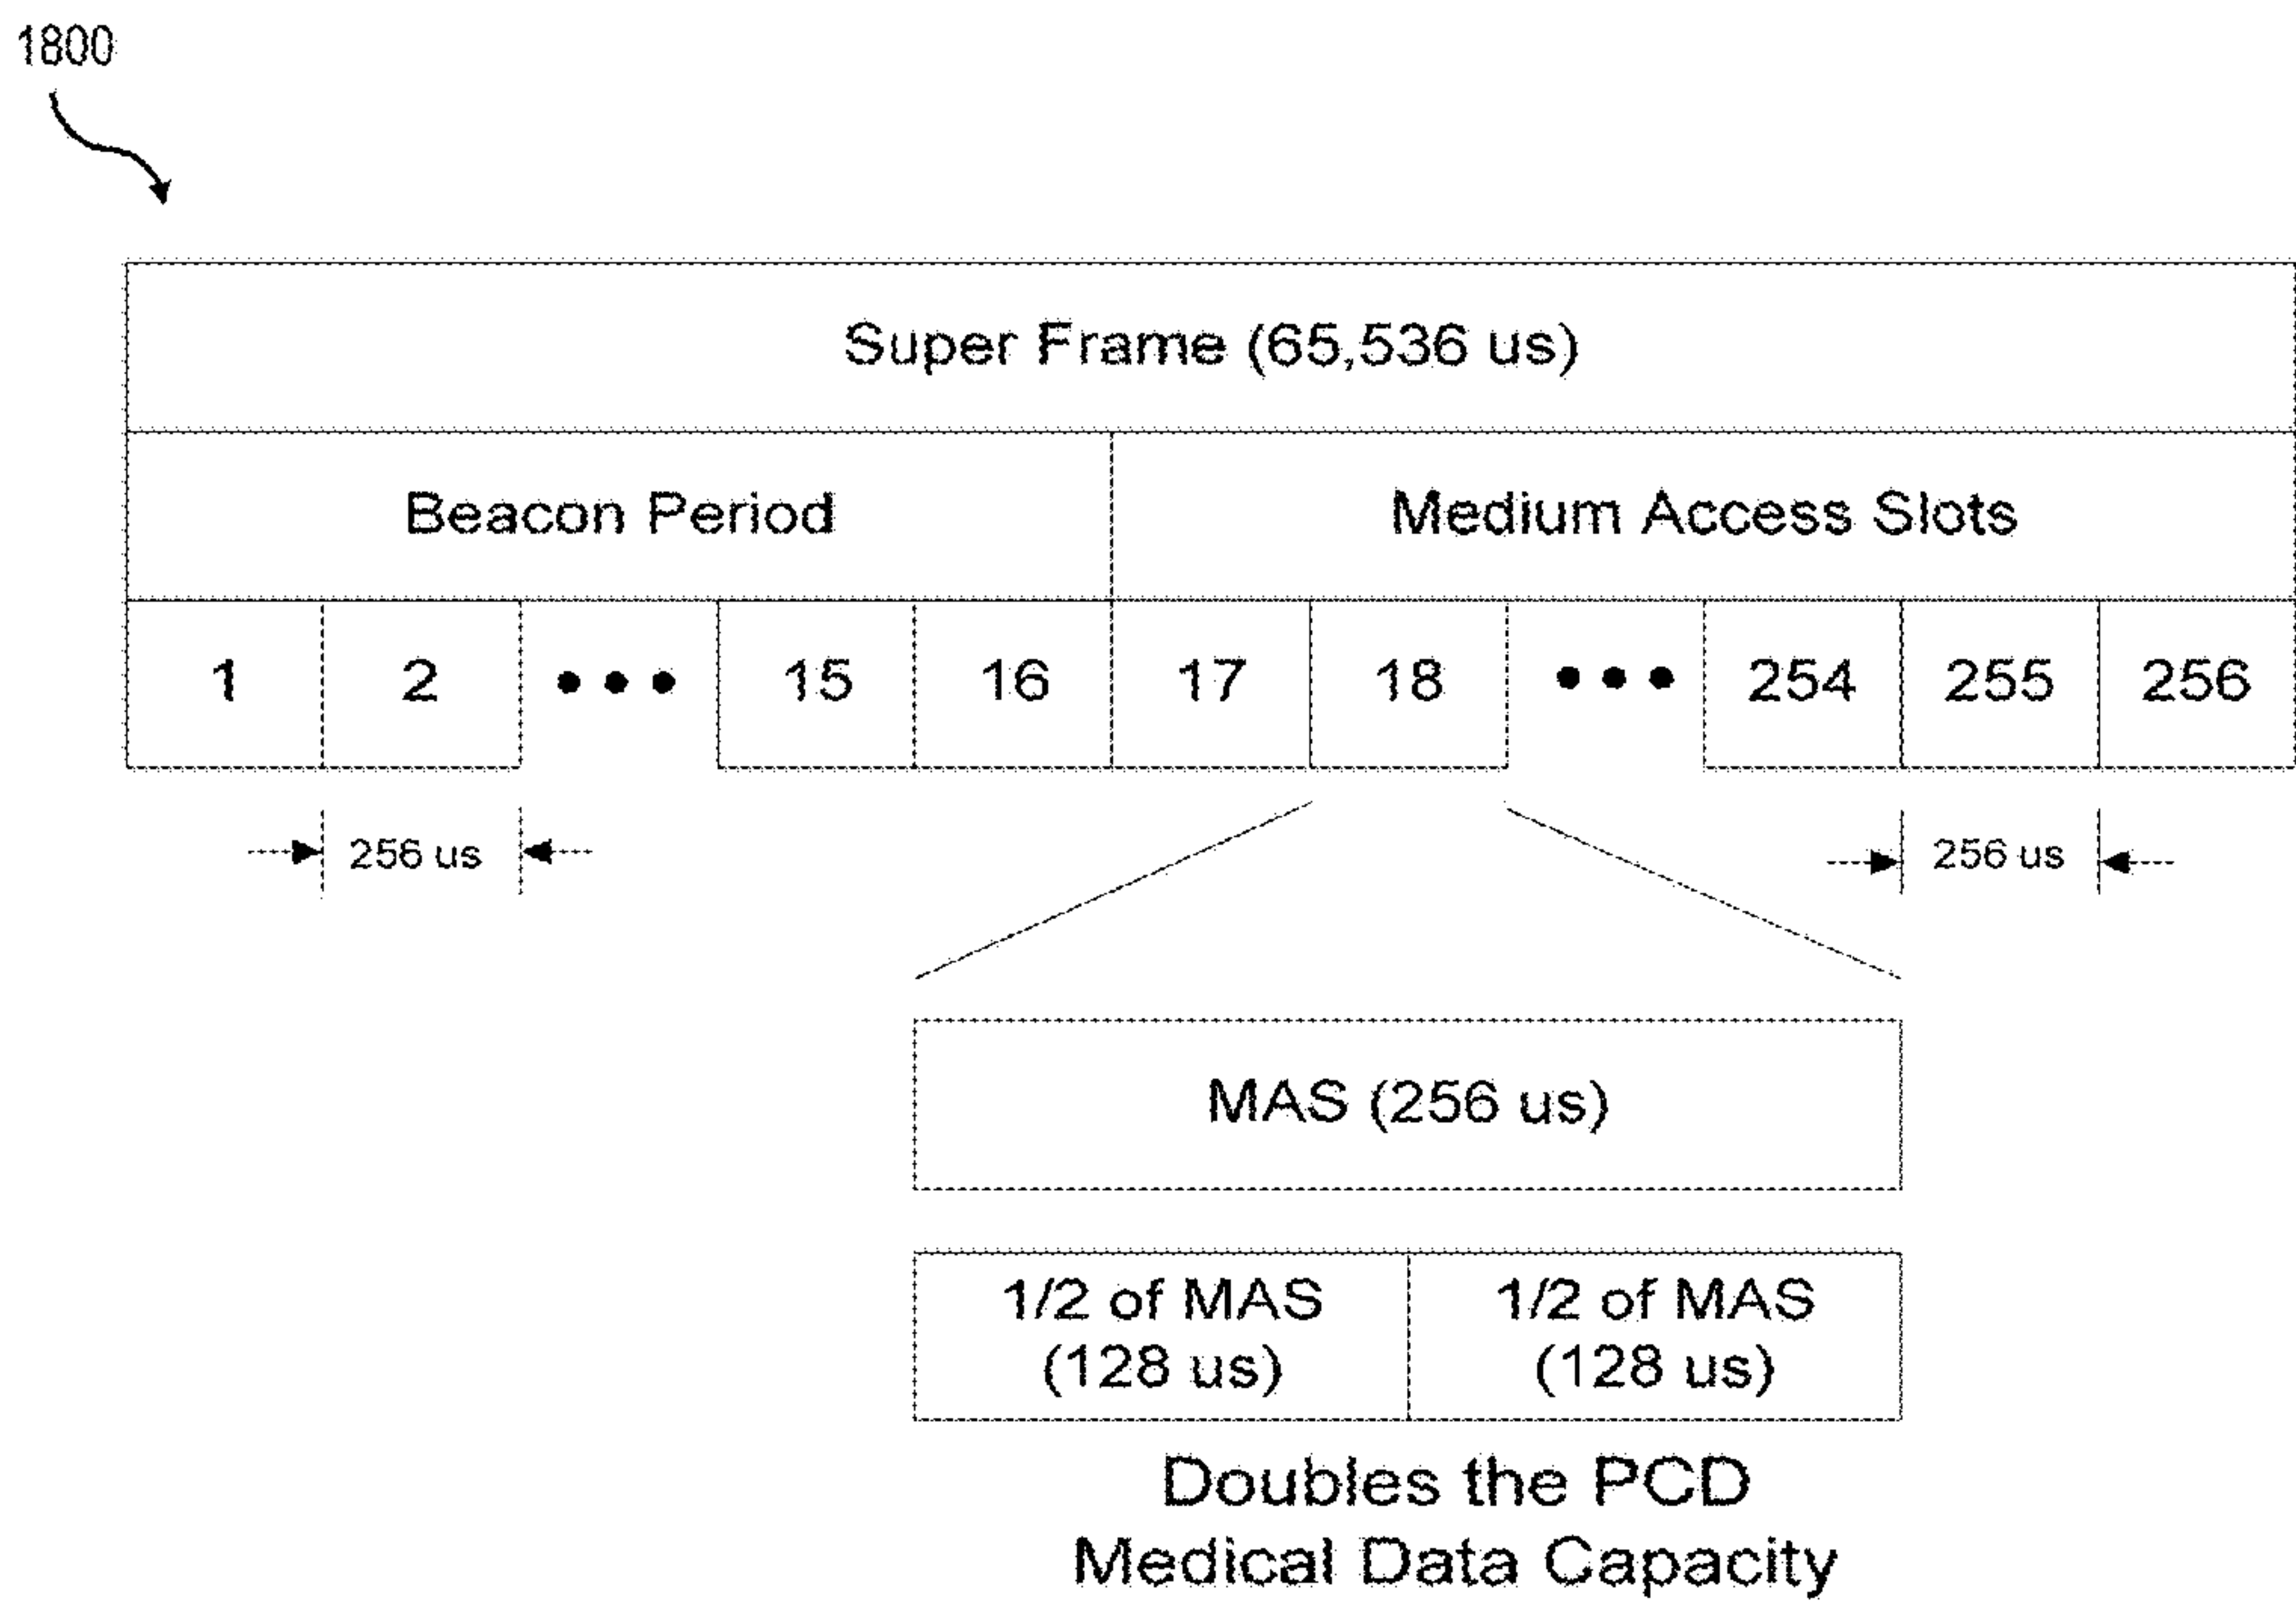 1800
Super Frame (65,536 us)
Beacon Period Medium Access Slots
1 2 ••• 15 16 17 18 ••• 254 255 256
256 us 256 us
MAS (256 us)
1/2 of MAS 1/2 of MAS
(128 us) (128 us)
Doubles the PCD
Medical Data Capacity